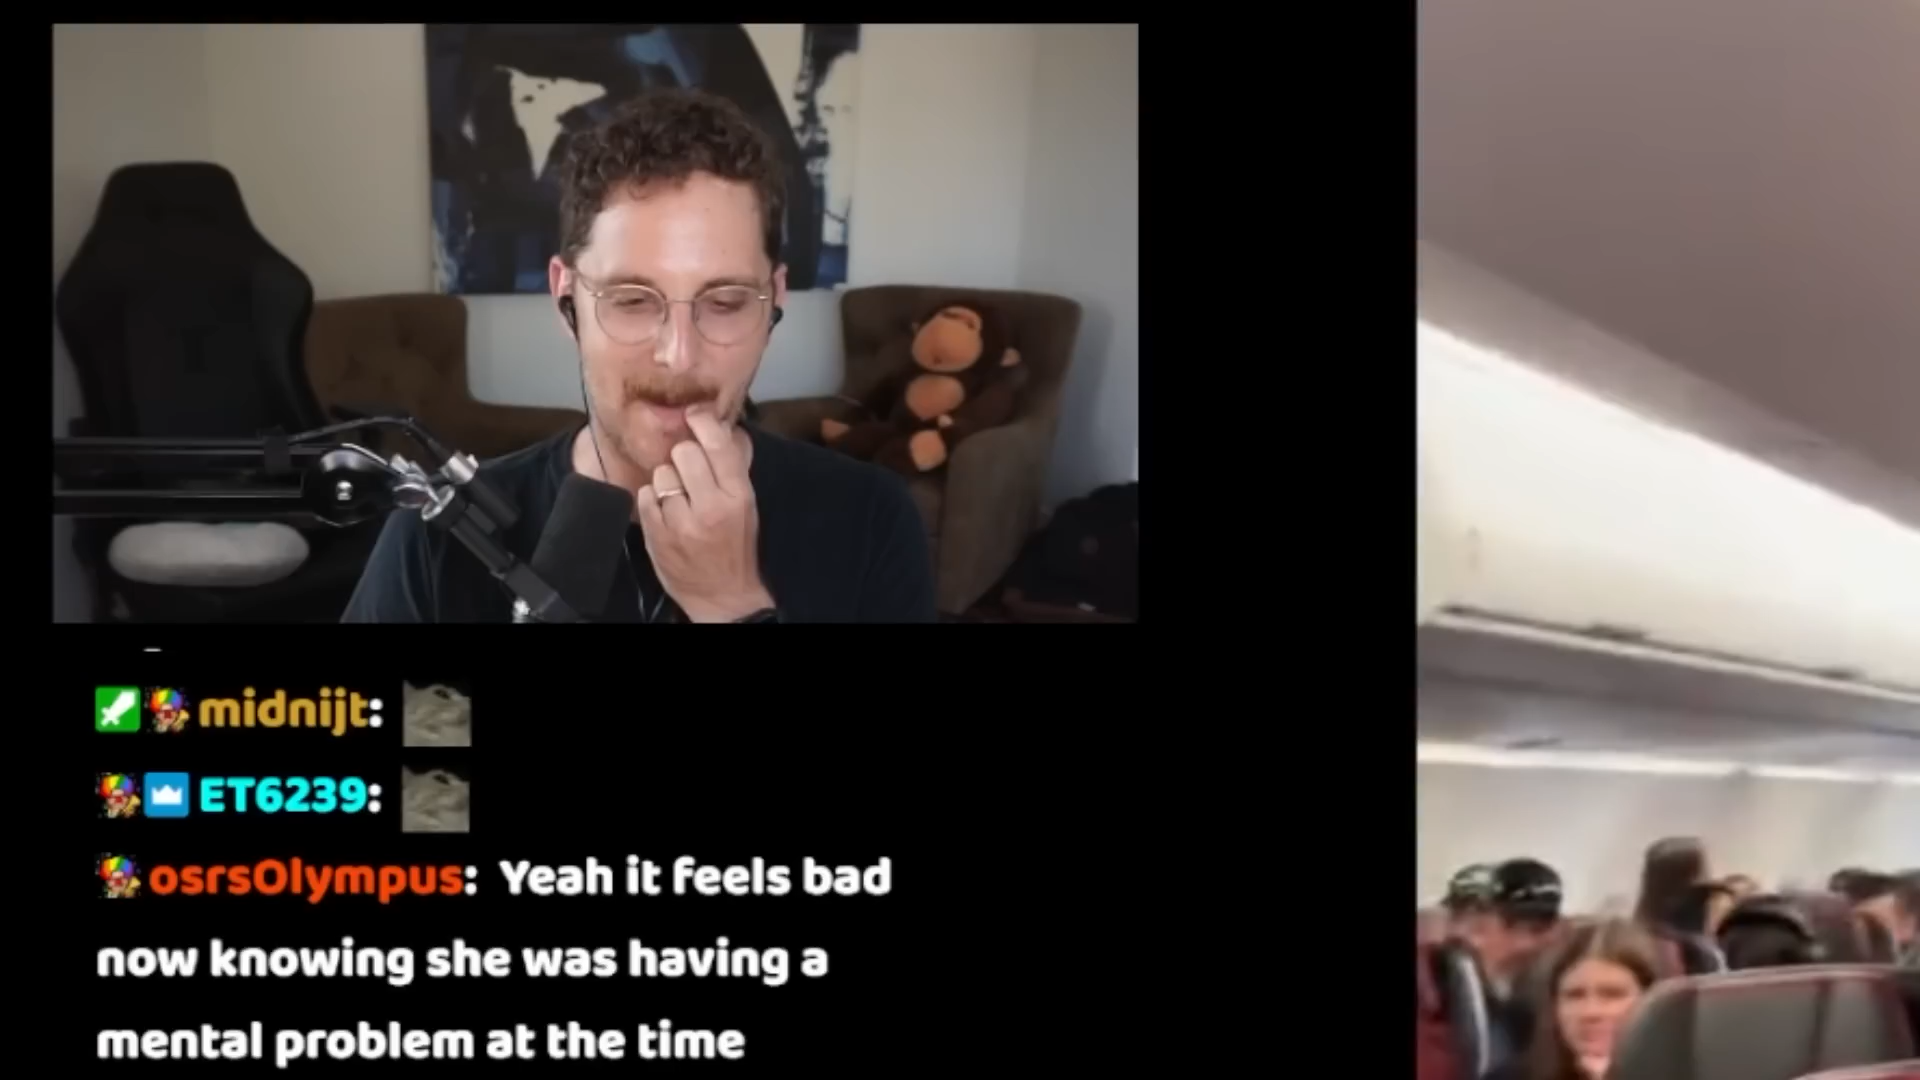 midnijt:
ET6239:
osrsOlympus: Yeah it feels bad
now knowing she was having a
mental problem at the time